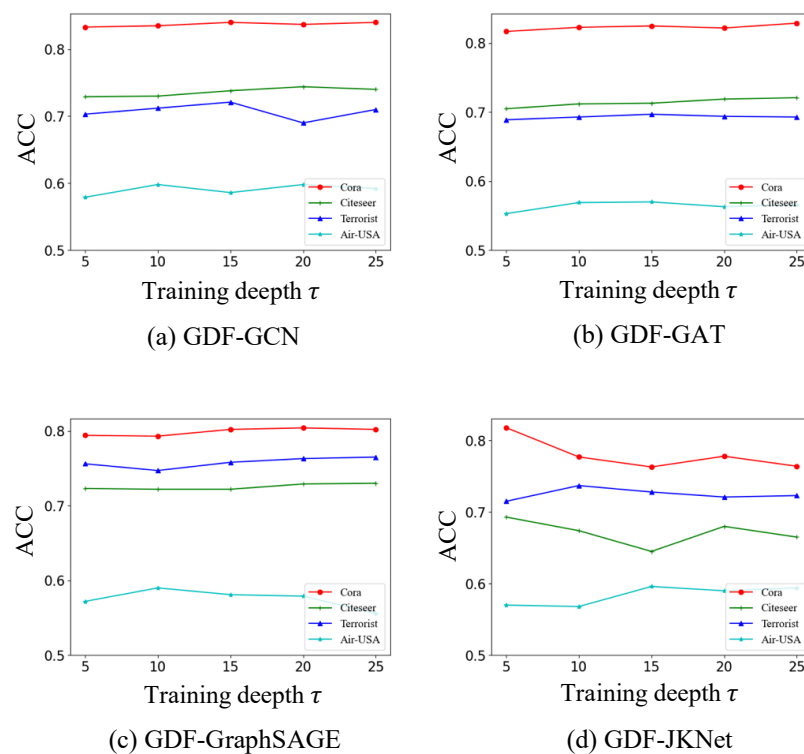 0.8
0.7
0.6
0.5
ACC
Cora
Citeseer
Terrorist
Air-USA
5 10 15 20 25
Training deepth τ
(a) GDF-GCN
0.8
0.7
0.6
0.5
ACC
Cora
Citeseer
Terrorist
Air-USA
5 10 15 20 25
Training deepth τ
(b) GDF-GAT
0.8
0.7
0.6
0.5
ACC
Cora
Citeseer
Terrorist
Air-USA
5 10 15 20 25
Training deepth τ
(c) GDF-GraphSAGE
0.8
0.7
0.6
0.5
ACC
Cora
Citeseer
Terrorist
Air-USA
5 10 15 20 25
Training deepth τ
(d) GDF-JKNet